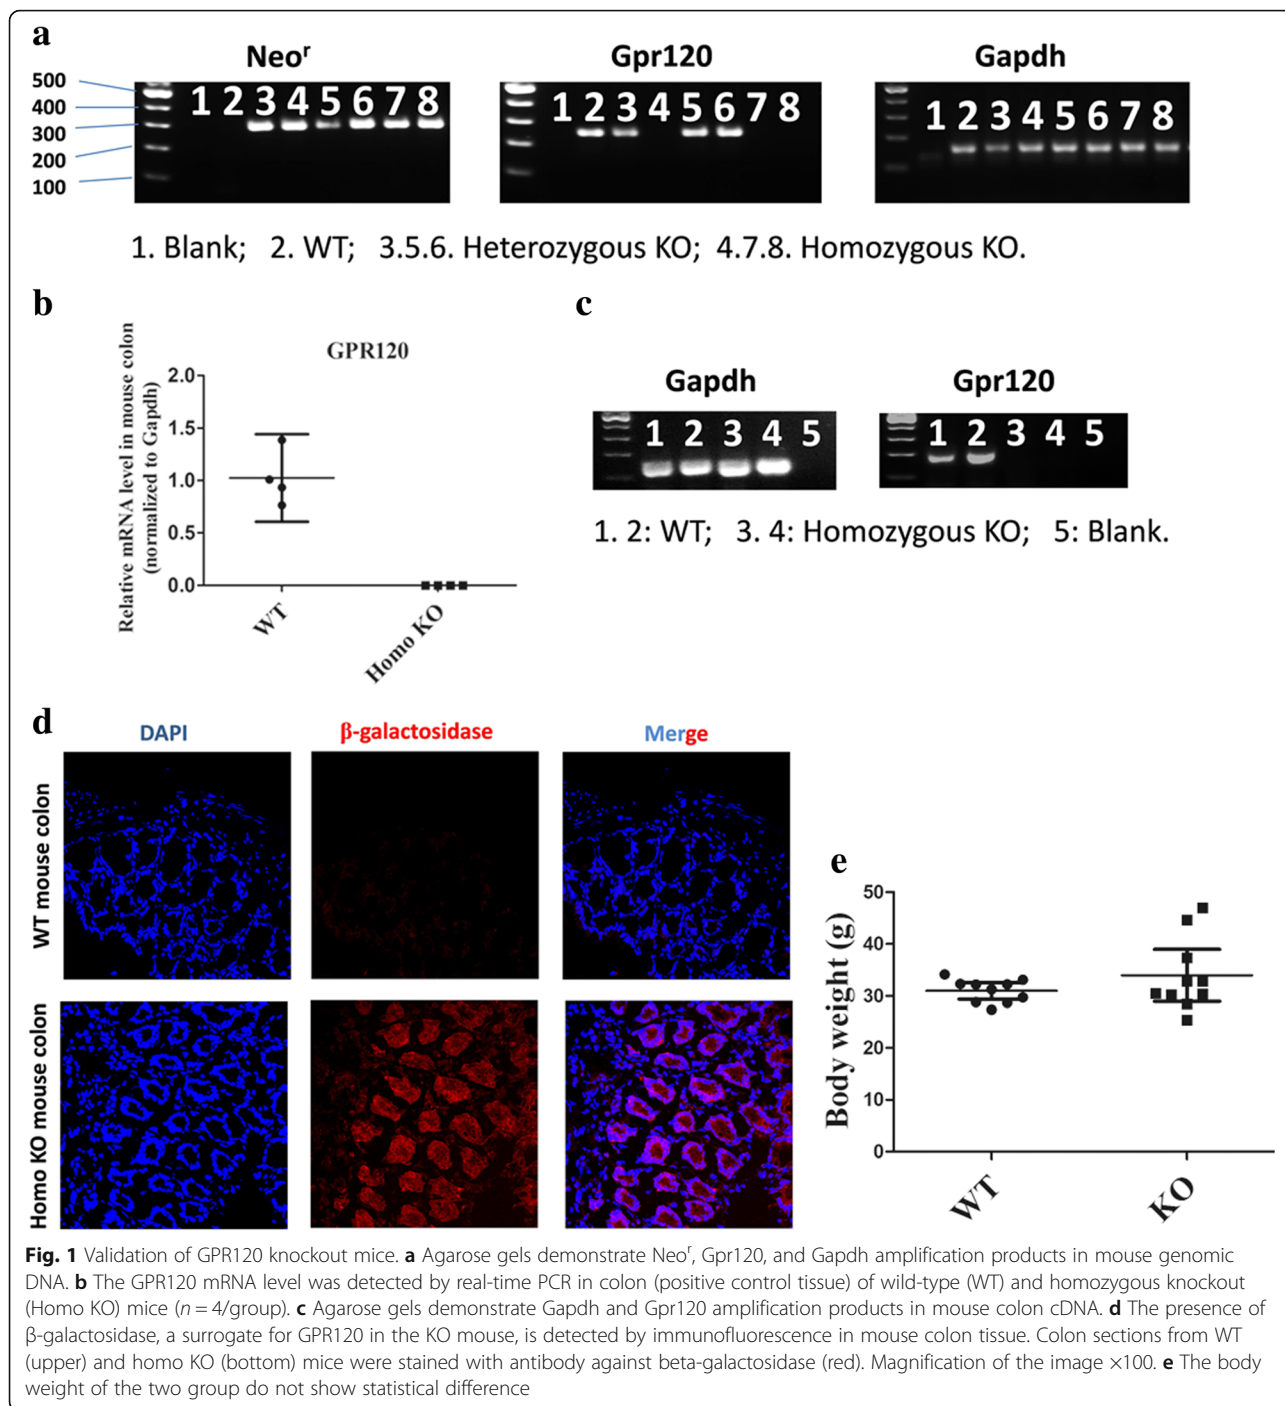 a
Neoʳ
Gpr120
Gapdh
500
400
300
200
100
1 2 3 4 5 6 7 8
1 2 3 4 5 6 7 8
1 2 3 4 5 6 7 8
1. Blank; 2. WT; 3.5.6. Heterozygous KO; 4.7.8. Homozygous KO.
b
GPR120
Relative mRNA level in mouse colon
(normalized to Gapdh)
2.0
1.5
1.0
0.5
0.0
WT
Homo KO
c
Gapdh
Gpr120
1 2 3 4 5
1 2 3 4 5
1. 2: WT; 3. 4: Homozygous KO; 5: Blank.
d
DAPI
β-galactosidase
Merge
WT mouse colon
Homo KO mouse colon
e
Body weight (g)
50
40
30
20
10
0
WT
KO
Fig. 1 Validation of GPR120 knockout mice. a Agarose gels demonstrate Neoʳ, Gpr120, and Gapdh amplification products in mouse genomic
DNA. b The GPR120 mRNA level was detected by real-time PCR in colon (positive control tissue) of wild-type (WT) and homozygous knockout
(Homo KO) mice (n = 4/group). c Agarose gels demonstrate Gapdh and Gpr120 amplification products in mouse colon cDNA. d The presence of
β-galactosidase, a surrogate for GPR120 in the KO mouse, is detected by immunofluorescence in mouse colon tissue. Colon sections from WT
(upper) and homo KO (bottom) mice were stained with antibody against beta-galactosidase (red). Magnification of the image ×100. e The body
weight of the two group do not show statistical difference